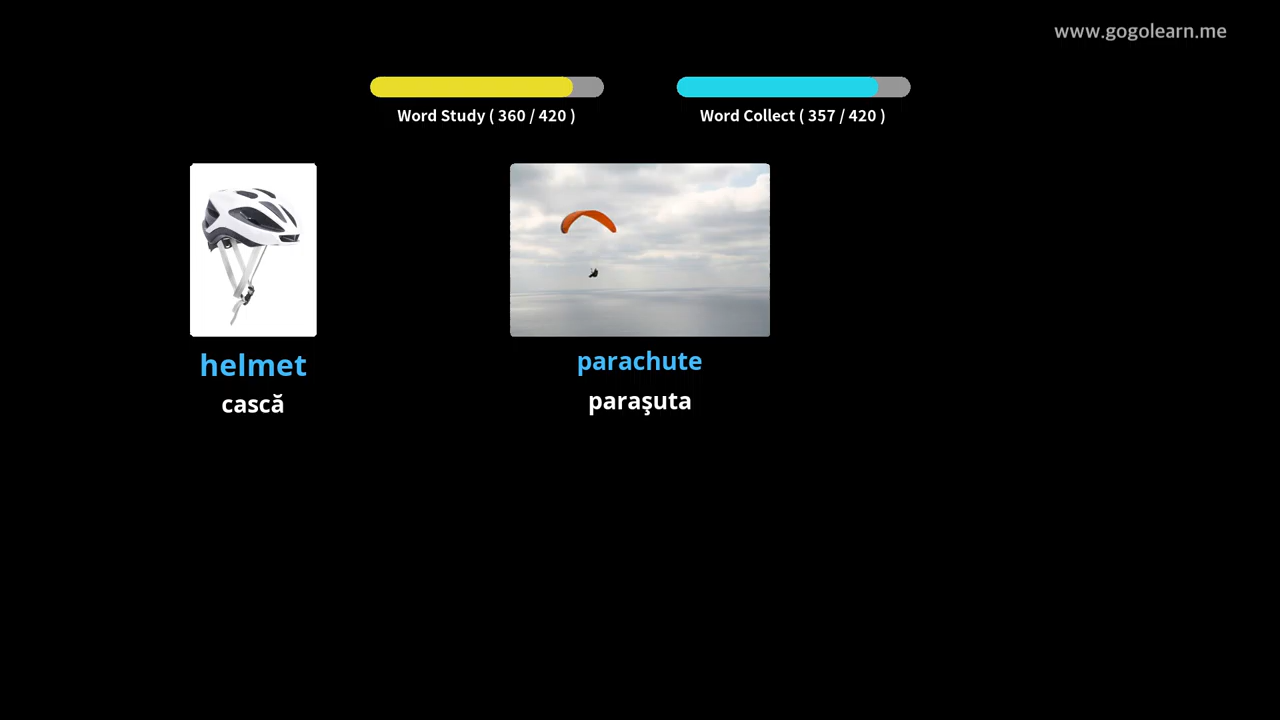 www.gogolearn.me
Word Study ( 360 / 420 )
Word Collect ( 357 / 420 )
helmet
cască
parachute
paraşuta